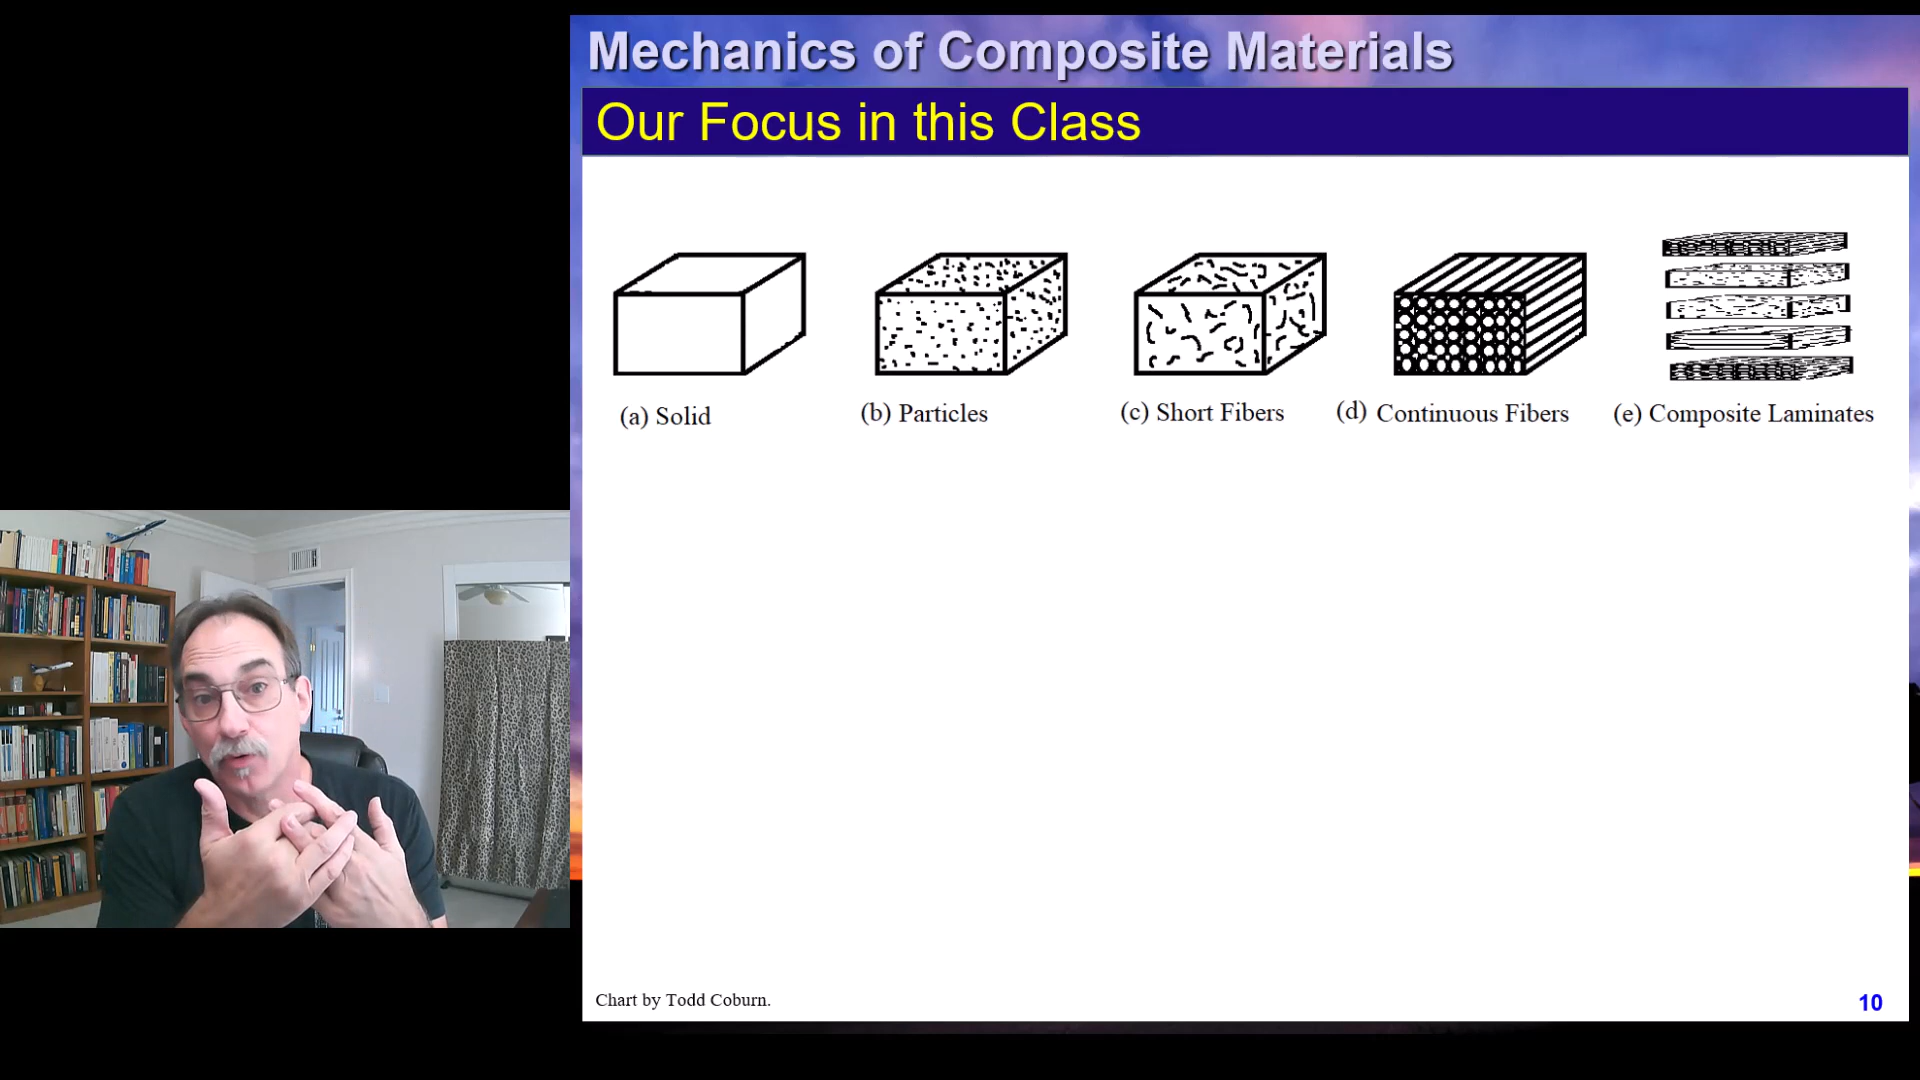 Mechanics of Composite Materials
Our Focus in this Class
(a) Solid
(b) Particles
(c) Short Fibers
(d) Continuous Fibers
(e) Composite Laminates
Chart by Todd Coburn.
10